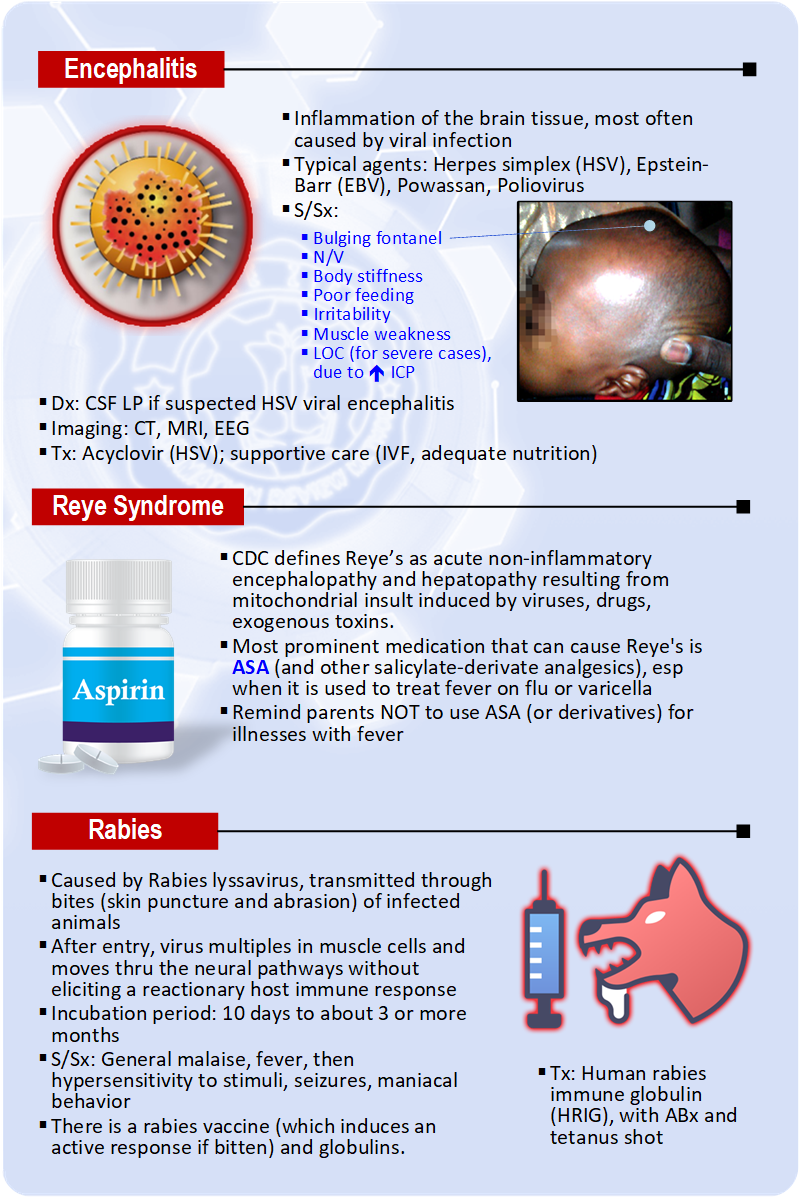 Encephalitis
▪ Inflammation of the brain tissue, most often
caused by viral infection
▪ Typical agents: Herpes simplex (HSV), Epstein-
Barr (EBV), Powassan, Poliovirus
▪ S/Sx:
▪ Bulging fontanel
▪ N/V
▪ Body stiffness
▪ Poor feeding
▪ Irritability
▪ Muscle weakness
▪ LOC (for severe cases),
due to ↑ ICP
▪ Dx: CSF LP if suspected HSV viral encephalitis
▪ Imaging: CT, MRI, EEG
▪ Tx: Acyclovir (HSV); supportive care (IVF, adequate nutrition)
Reye Syndrome
Aspirin
▪ CDC defines Reye’s as acute non-inflammatory
encephalopathy and hepatopathy resulting from
mitochondrial insult induced by viruses, drugs,
exogenous toxins.
▪ Most prominent medication that can cause Reye's is
ASA (and other salicylate-derivate analgesics), esp
when it is used to treat fever on flu or varicella
▪ Remind parents NOT to use ASA (or derivatives) for
illnesses with fever
Rabies
▪ Caused by Rabies lyssavirus, transmitted through
bites (skin puncture and abrasion) of infected
animals
▪ After entry, virus multiples in muscle cells and
moves thru the neural pathways without
eliciting a reactionary host immune response
▪ Incubation period: 10 days to about 3 or more
months
▪ S/Sx: General malaise, fever, then
hypersensitivity to stimuli, seizures, maniacal
behavior
▪ There is a rabies vaccine (which induces an
active response if bitten) and globulins.
▪ Tx: Human rabies
immune globulin
(HRIG), with ABx and
tetanus shot